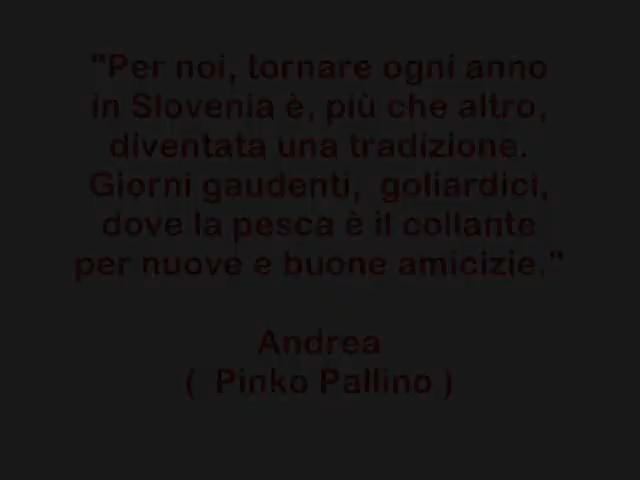 "Per noi, tornare ogni anno
in Slovenia è, più che altro,
diventata una tradizione.
Giorni gaudenti,  goliardici,
dove la pesca è il collante
per nuove e buone amicizie."
Andrea
(  Pinko Pallino )